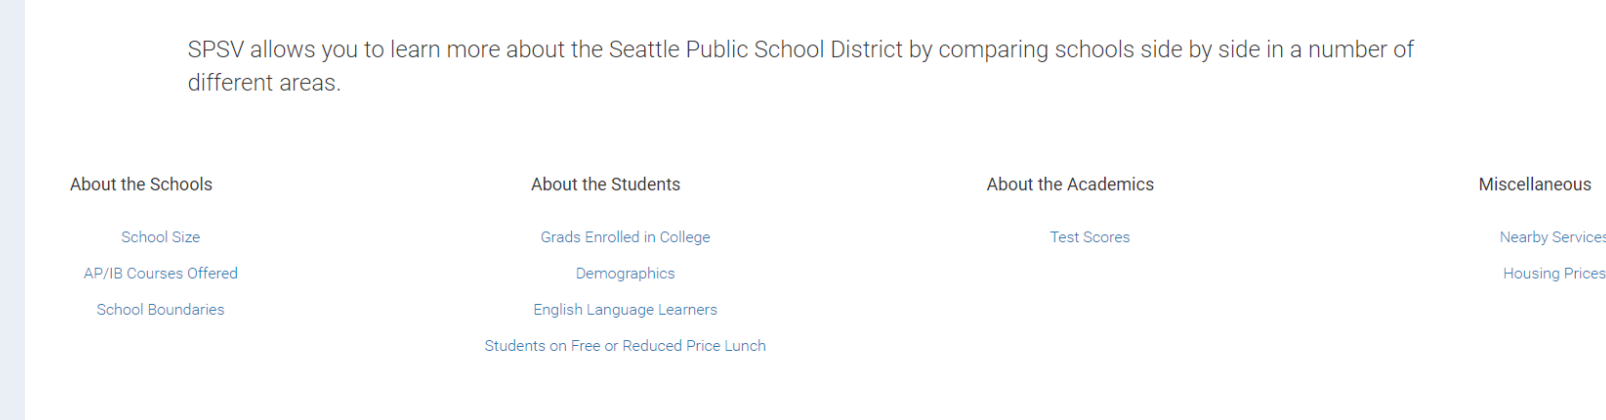 SPSV allows you to learn more about the Seattle Public School District by comparing schools side by side in a number of
different areas.
About the Schools
School Size
AP/IB Courses Offered
School Boundaries
About the Students
Grads Enrolled in College
Demographics
English Language Learners
Students on Free or Reduced Price Lunch
About the Academics
Test Scores
Miscellaneous
Nearby Services
Housing Prices